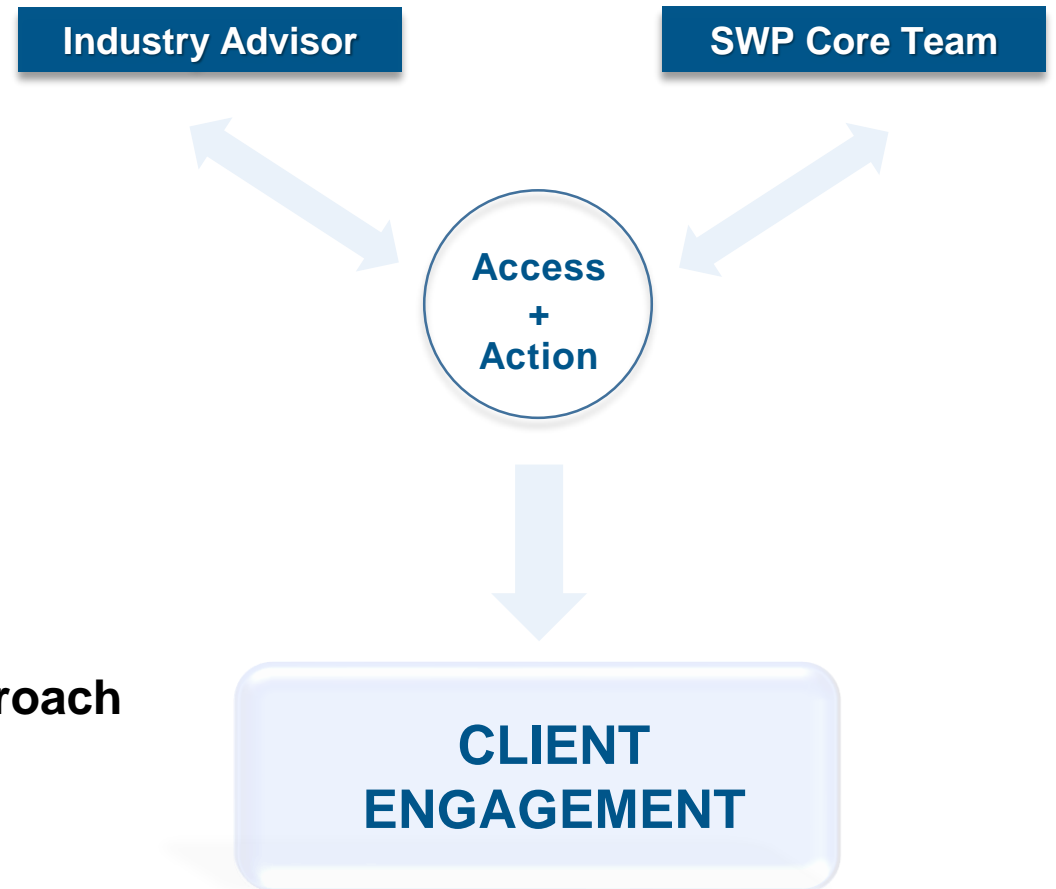 Industry Advisor
SWP Core Team
Access
+
Action
roach
CLIENT
ENGAGEMENT